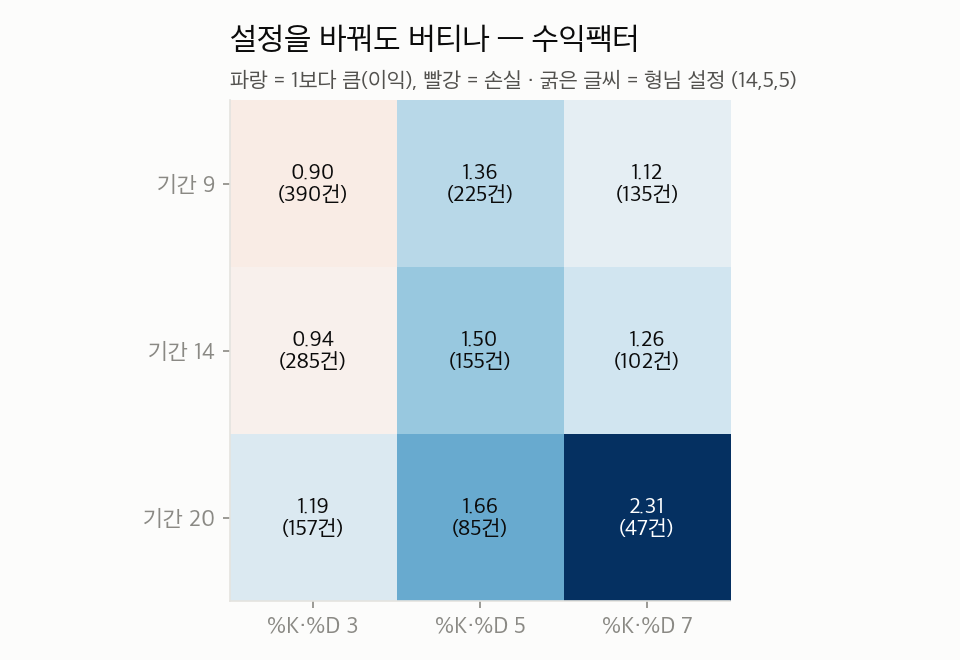 설정을 바꿔도 버티나 — 수익팩터
파랑 = 1보다 큼(이익), 빨강 = 손실 · 굵은 글씨 = 형님 설정 (14,5,5)
기간 9
0.90
(390건)
1.36
(225건)
1.12
(135건)
기간 14
0.94
(285건)
1.50
(155건)
1.26
(102건)
기간 20
1.19
(157건)
1.66
(85건)
2.31
(47건)
%K·%D 3
%K·%D 5
%K·%D 7